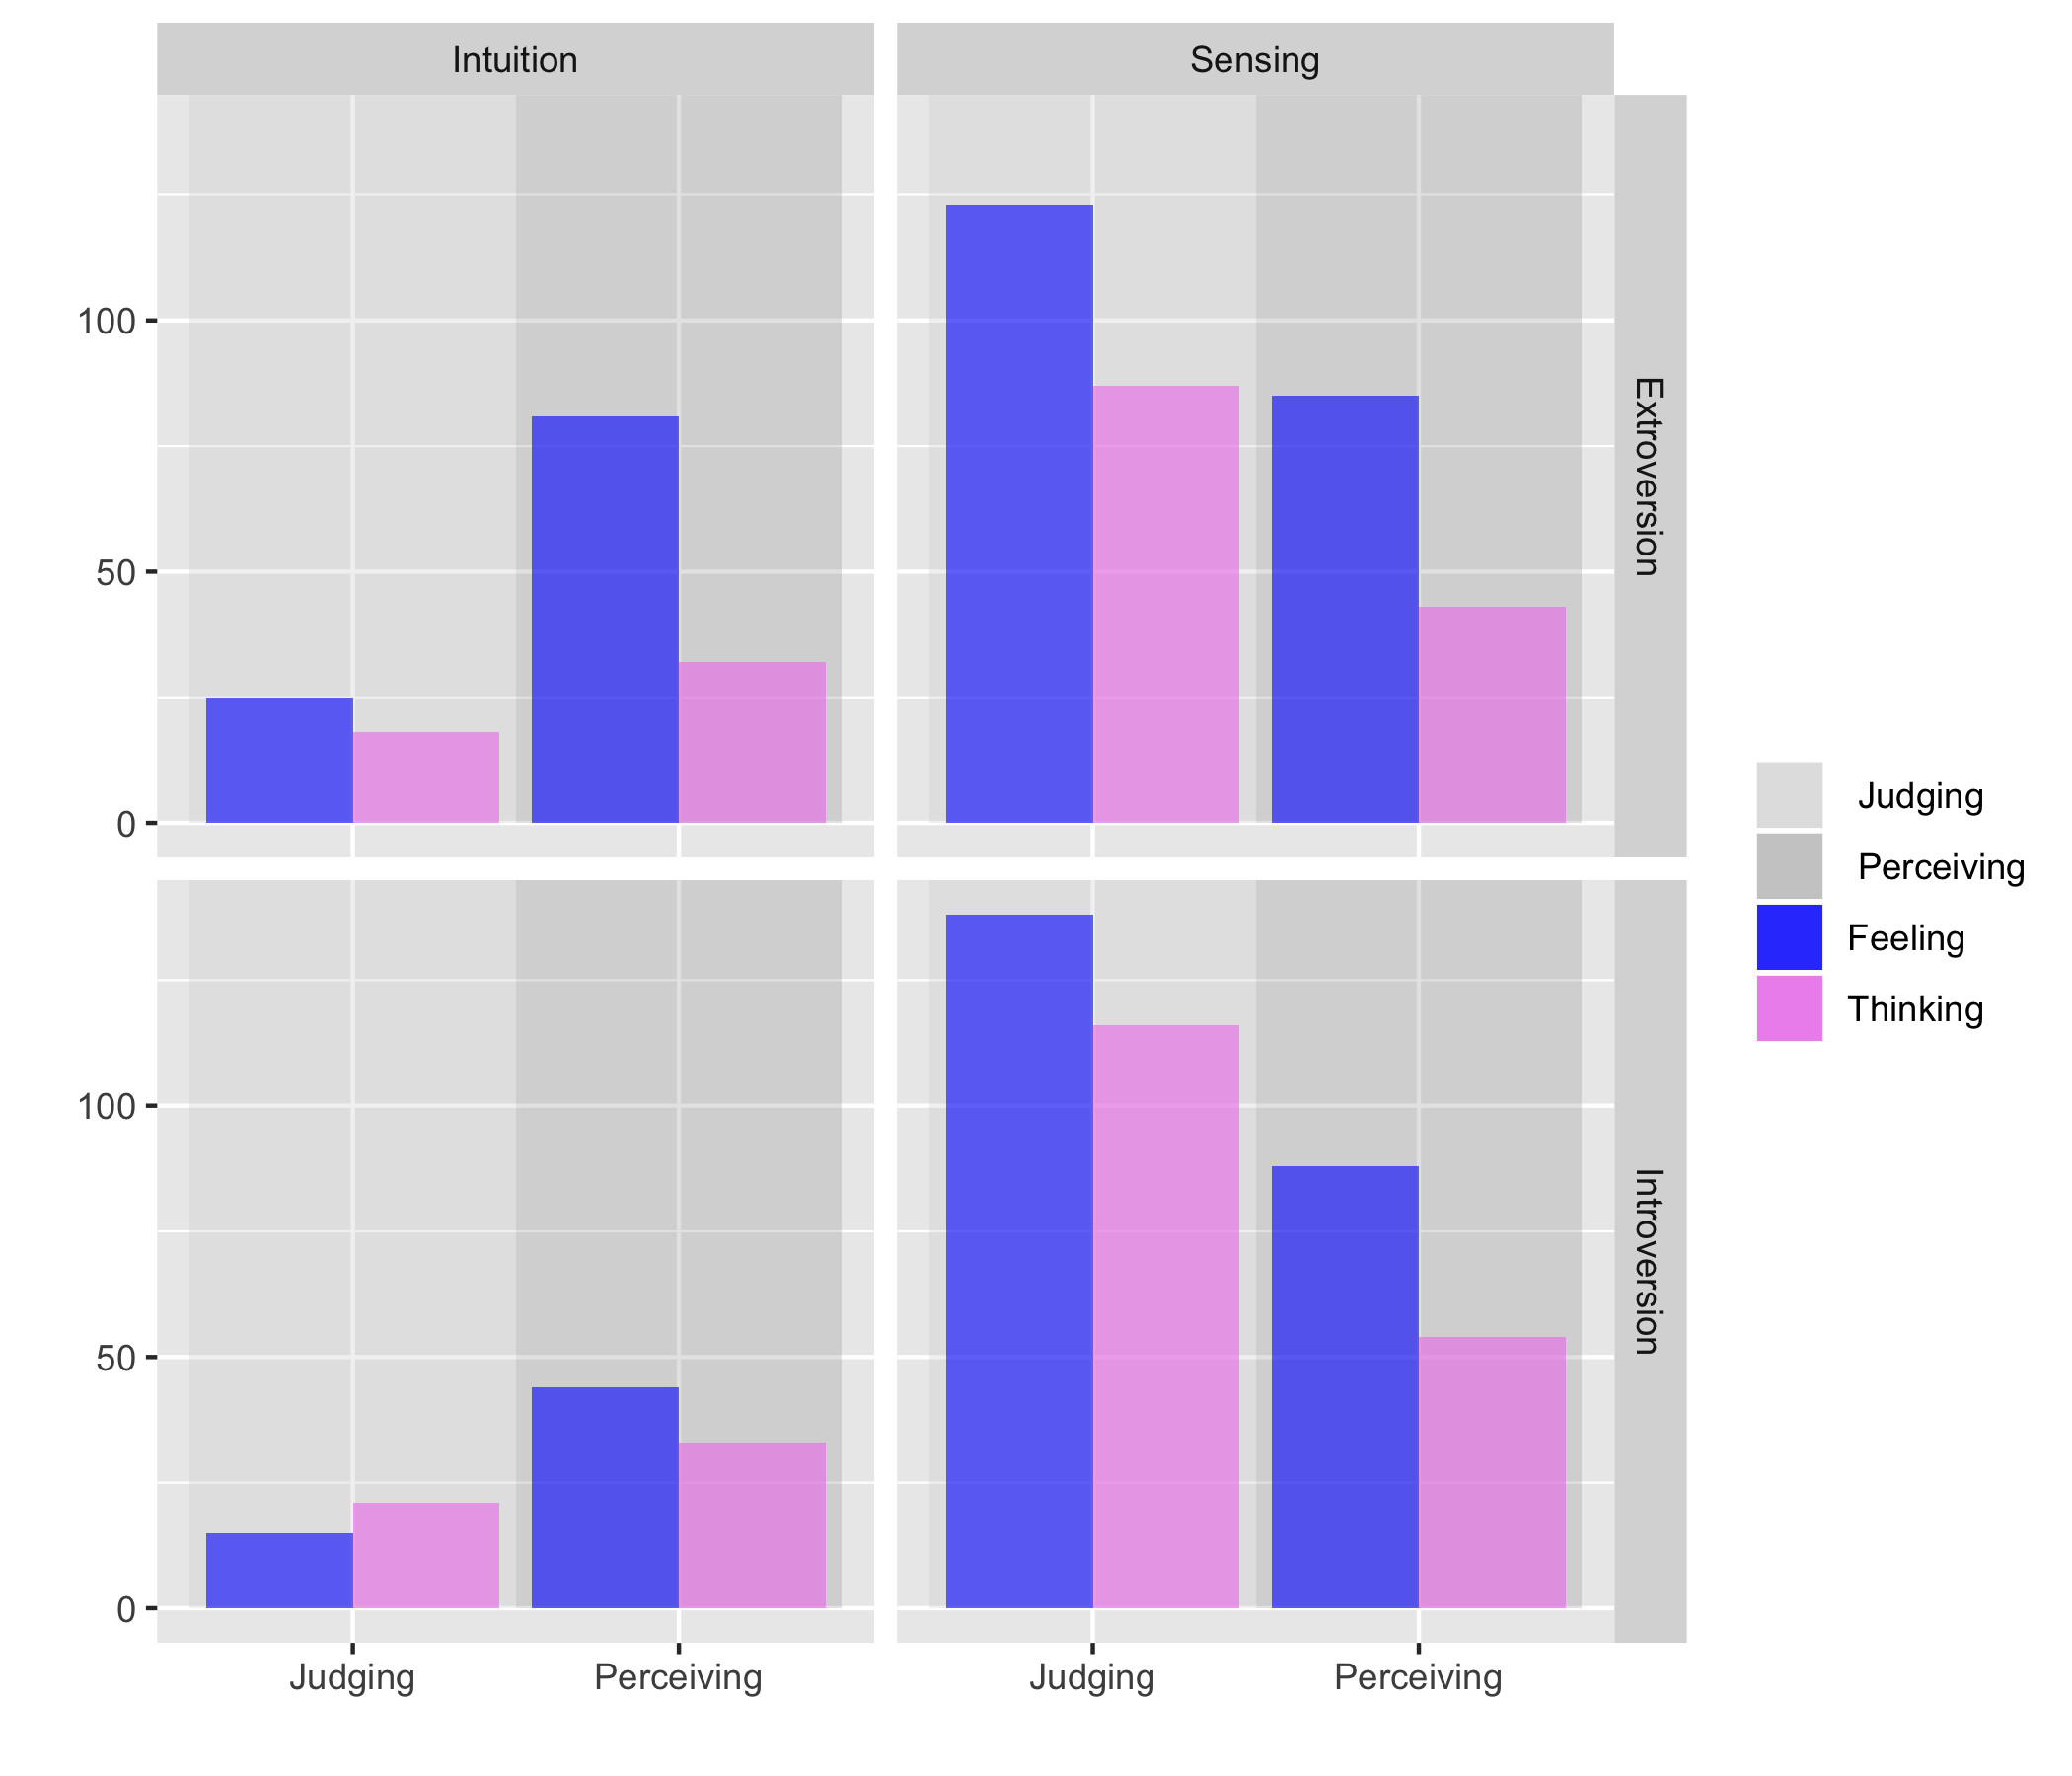 Intuition
Sensing
100
50
0
Extroversion
100
50
0
Introversion
Judging
Perceiving
Judging
Perceiving
Judging
Perceiving
Feeling
Thinking